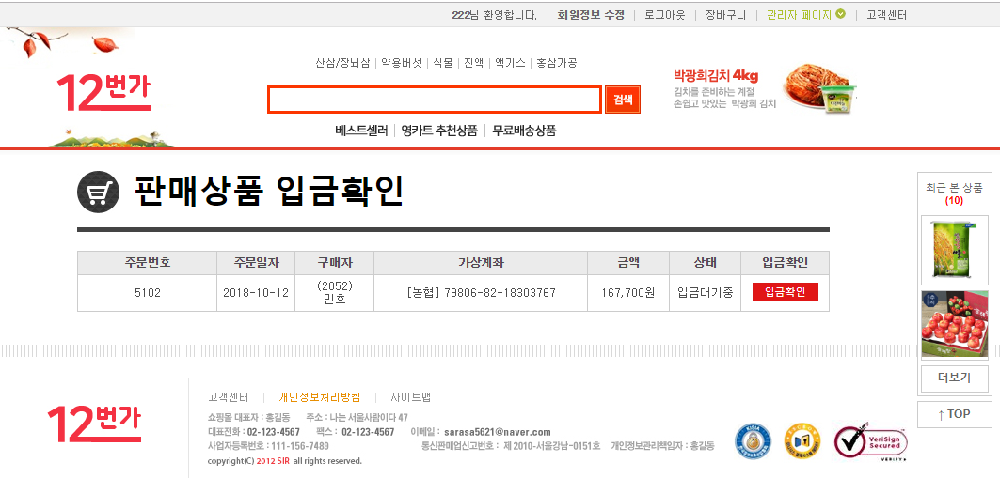 222님 환영합니다. 회원정보 수정 | 로그아웃 | 장바구니 | 관리자 페이지 | 고객센터
산삼/장뇌삼 | 약용버섯 | 식물 | 진액 | 액기스 | 홍삼가공
12번가
검색
박광희김치 4kg
김치를 준비하는 계절
손쉽고 맛있는 박광희 김치
베스트셀러 | 영카트 추천상품 | 무료배송상품
판매상품 입금확인
최근 본 상품
(10)
주문번호 주문일자 구매자 가상계좌 금액 상태 입금확인
5102 2018-10-12 (2052) 민호 [농협] 79806-82-18303767 167,700원 입금대기중 입금확인
더보기
↑ TOP
12번가
고객센터 | 개인정보처리방침 | 사이트맵
쇼핑몰 대표자 : 홍길동 주소 : 나는 서울사람이다 47
대표전화 : 02-123-4567 팩스 : 02-123-4567 이메일 : sarasa5621@naver.com
사업자등록번호 : 111-156-7489 통신판매업신고번호 : 제 2010-서울강남-0151호 개인정보관리책임자 : 홍길동
copyright(C) 2012 SIR all rights reserved.
VeriSign
Secured
VERIFY